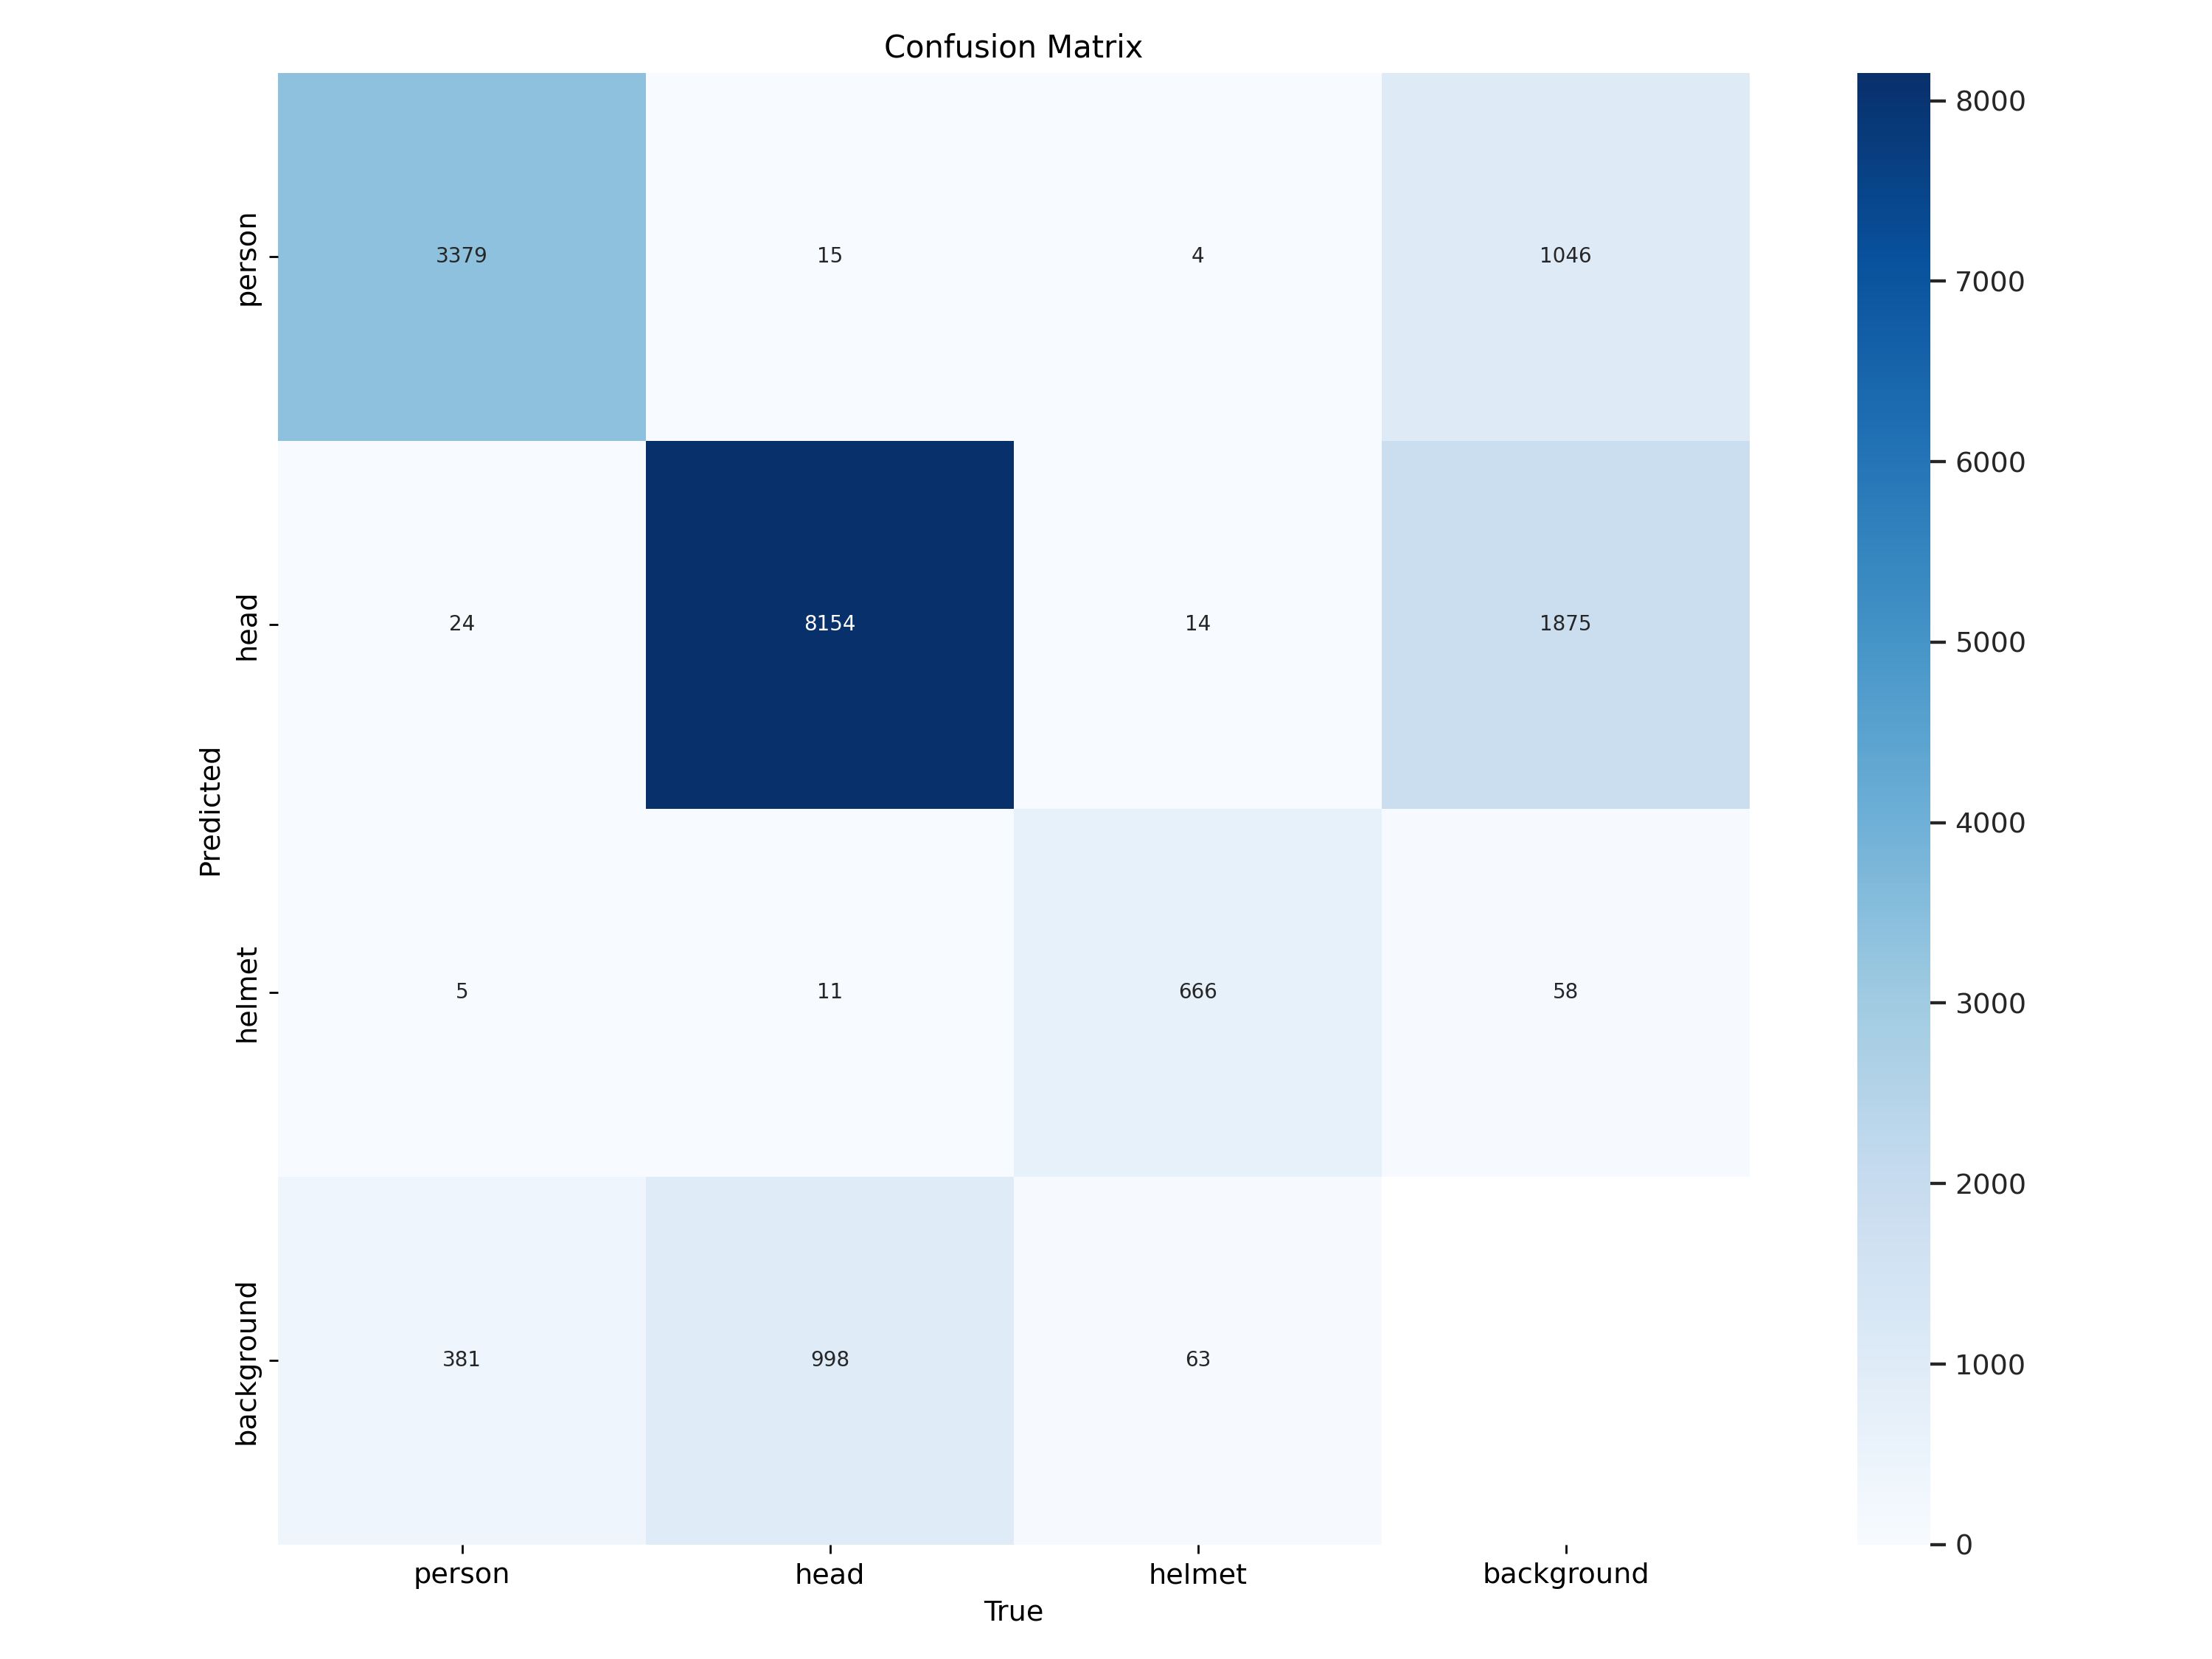 Confusion Matrix
person 3379 15 4 1046
head 24 8154 14 1875
helmet 5 11 666 58
background 381 998 63
person head helmet background
True
Predicted
8000
7000
6000
5000
4000
3000
2000
1000
0